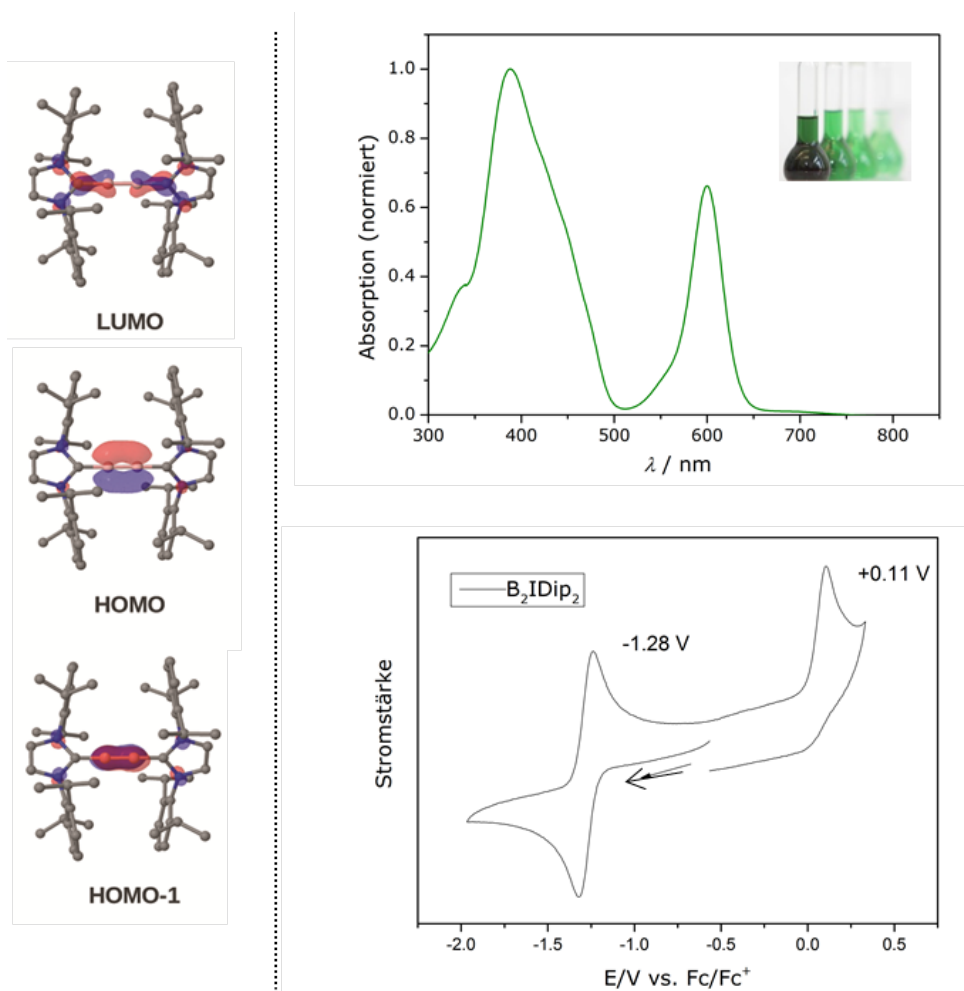 LUMO
HOMO
HOMO-1
Absorption (normiert)
1.0
0.8
0.6
0.4
0.2
0.0
300 400 500 600 700 800
λ / nm
Stromstärke
B₂IDip₂
-1.28 V
+0.11 V
-2.0 -1.5 -1.0 -0.5 0.0 0.5
E/V vs. Fc/Fc⁺